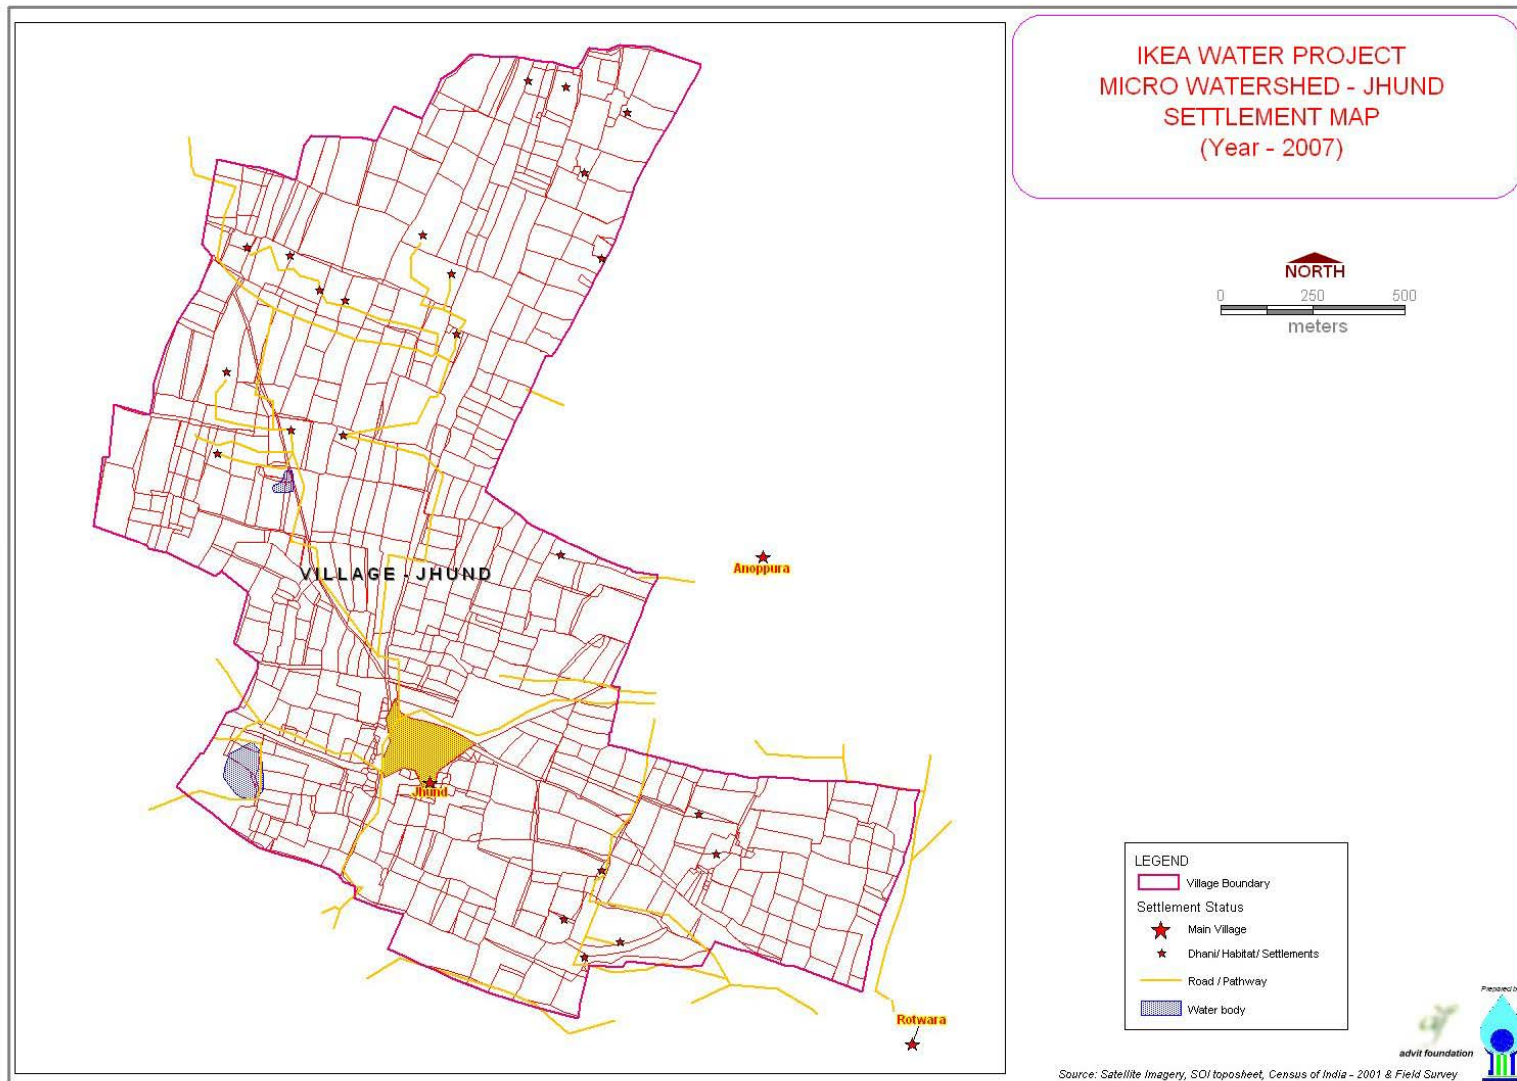 IKEA WATER PROJECT
MICRO WATERSHED - JHUND
SETTLEMENT MAP
(Year - 2007)
NORTH
0 250 500
meters
VILLAGE - JHUND
Anoppura
Jhund
Rotwara
LEGEND
Village Boundary
Settlement Status
Main Village
Dhani/ Habitat/ Settlements
Road / Pathway
Water body
Prepared by
advit foundation
Source: Satellite Imagery, SOI toposheet, Census of India - 2001 & Field Survey